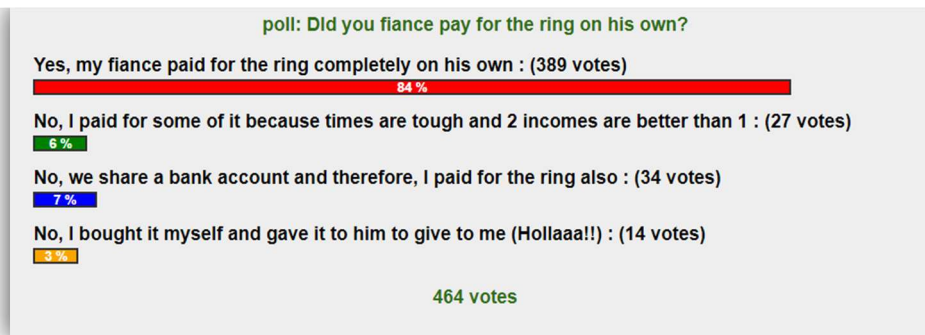 poll: DId you fiance pay for the ring on his own?
Yes, my fiance paid for the ring completely on his own : (389 votes)
84 %
No, I paid for some of it because times are tough and 2 incomes are better than 1 : (27 votes)
6 %
No, we share a bank account and therefore, I paid for the ring also : (34 votes)
7 %
No, I bought it myself and gave it to him to give to me (Hollaaa!!) : (14 votes)
3 %
464 votes